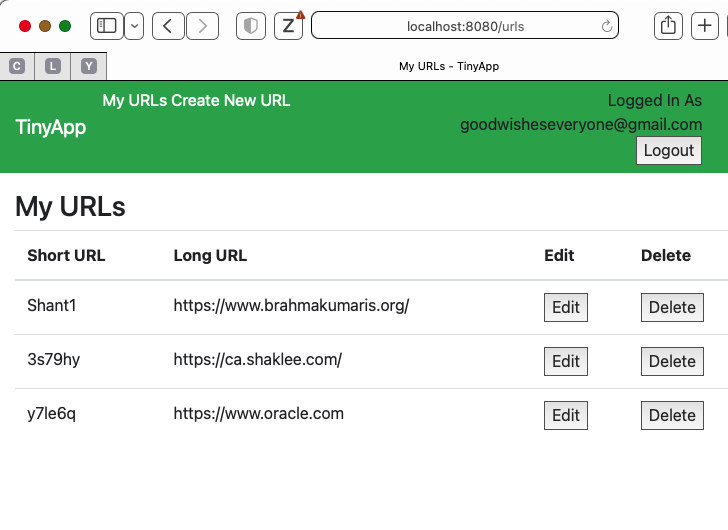 Z
localhost:8080/urls
C L Y
My URLs - TinyApp
TinyApp
My URLs Create New URL
Logged In As
goodwisheseveryone@gmail.com
Logout
My URLs
Short URL Long URL Edit Delete
Shant1 https://www.brahmakumaris.org/ Edit Delete
3s79hy https://ca.shaklee.com/ Edit Delete
y7le6q https://www.oracle.com Edit Delete